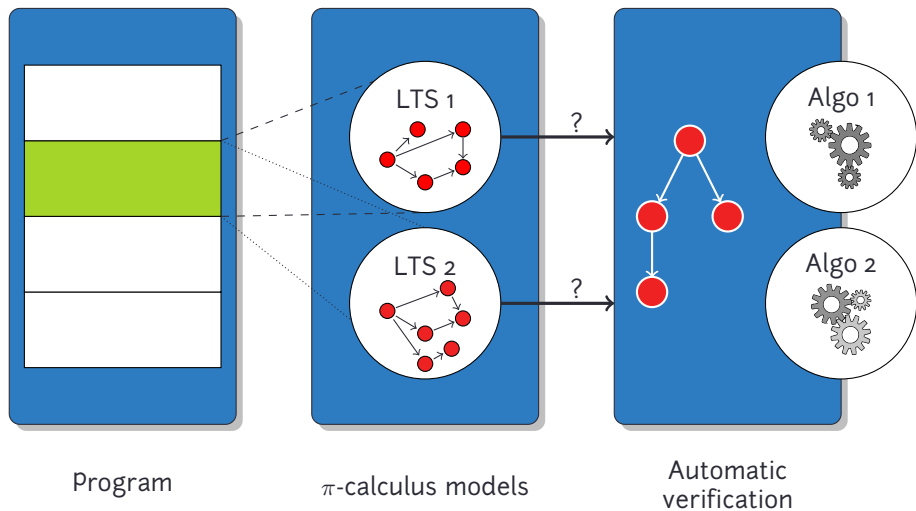 LTS 1
?
Algo 1
LTS 2
?
Algo 2
program
π-calculus models
Automatic
verification